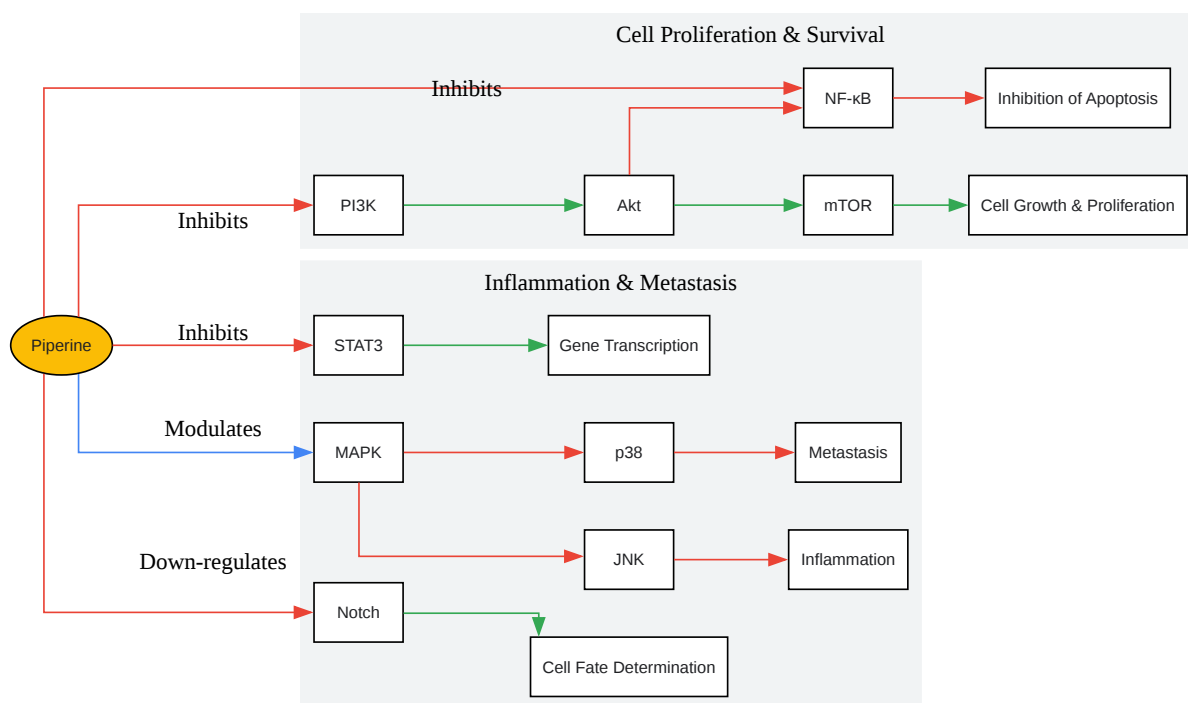 Cell Proliferation & Survival
Inhibits
NF-κB
Inhibition of Apoptosis
Inhibits
PI3K
Akt
mTOR
Cell Growth & Proliferation
Inflammation & Metastasis
Piperine
Inhibits
STAT3
Gene Transcription
Modulates
MAPK
p38
Metastasis
Down-regulates
JNK
Inflammation
Notch
Cell Fate Determination